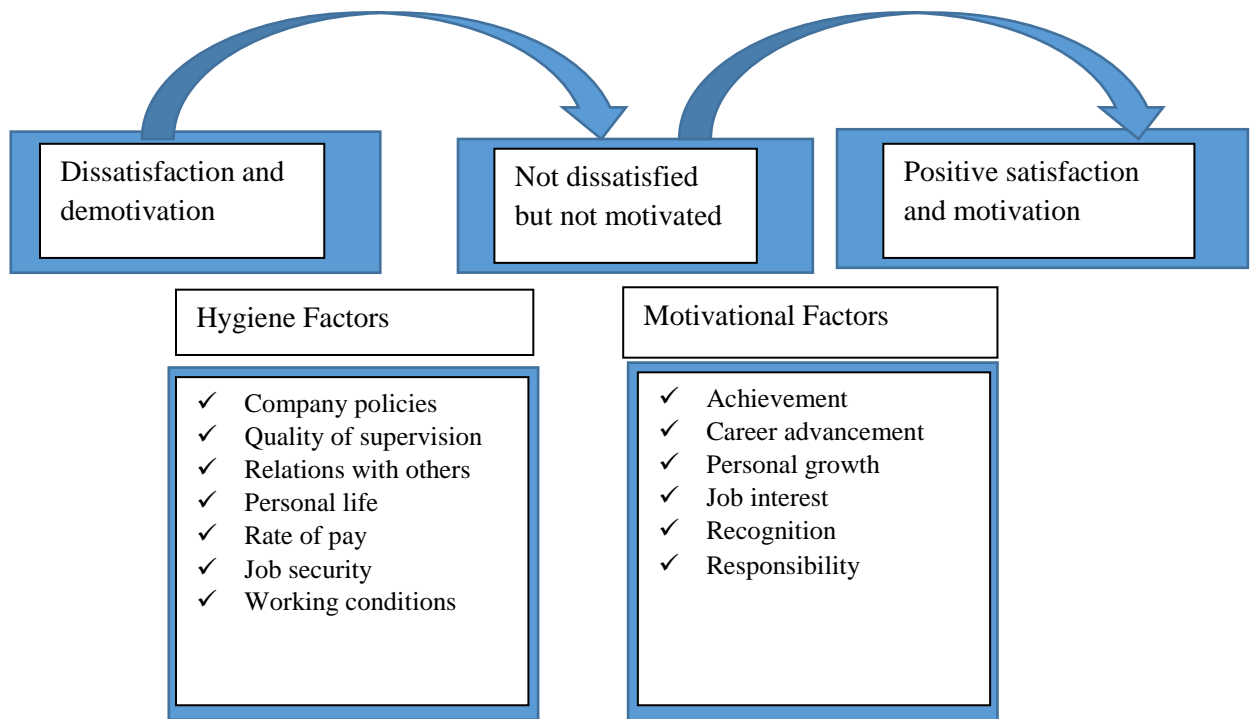 Dissatisfaction and
demotivation
Not dissatisfied
but not motivated
Positive satisfaction
and motivation
Hygiene Factors
Motivational Factors
✓ Company policies
✓ Quality of supervision
✓ Relations with others
✓ Personal life
✓ Rate of pay
✓ Job security
✓ Working conditions
✓ Achievement
✓ Career advancement
✓ Personal growth
✓ Job interest
✓ Recognition
✓ Responsibility